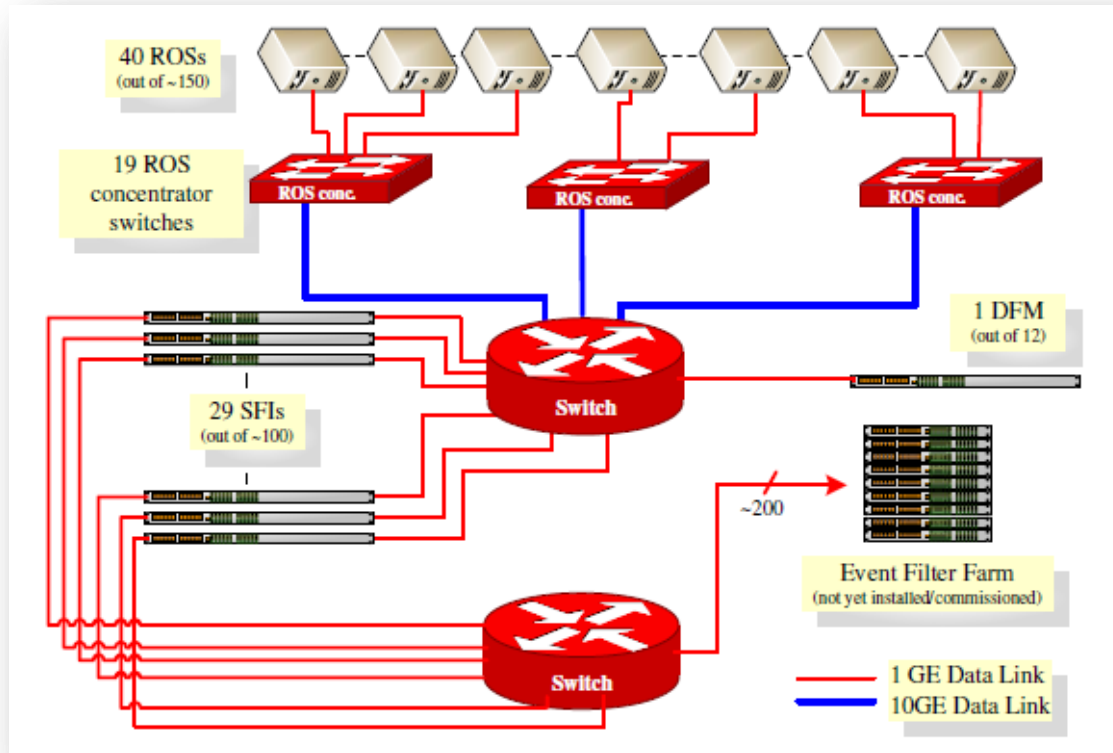 40 ROSs
(out of ~150)
19 ROS
concentrator
switches
ROS conc.
ROS conc.
ROS conc.
1 DFM
(out of 12)
29 SFIs
(out of ~100)
Switch
~200
Event Filter Farm
(not yet installed/commissioned)
Switch
1 GE Data Link
10GE Data Link